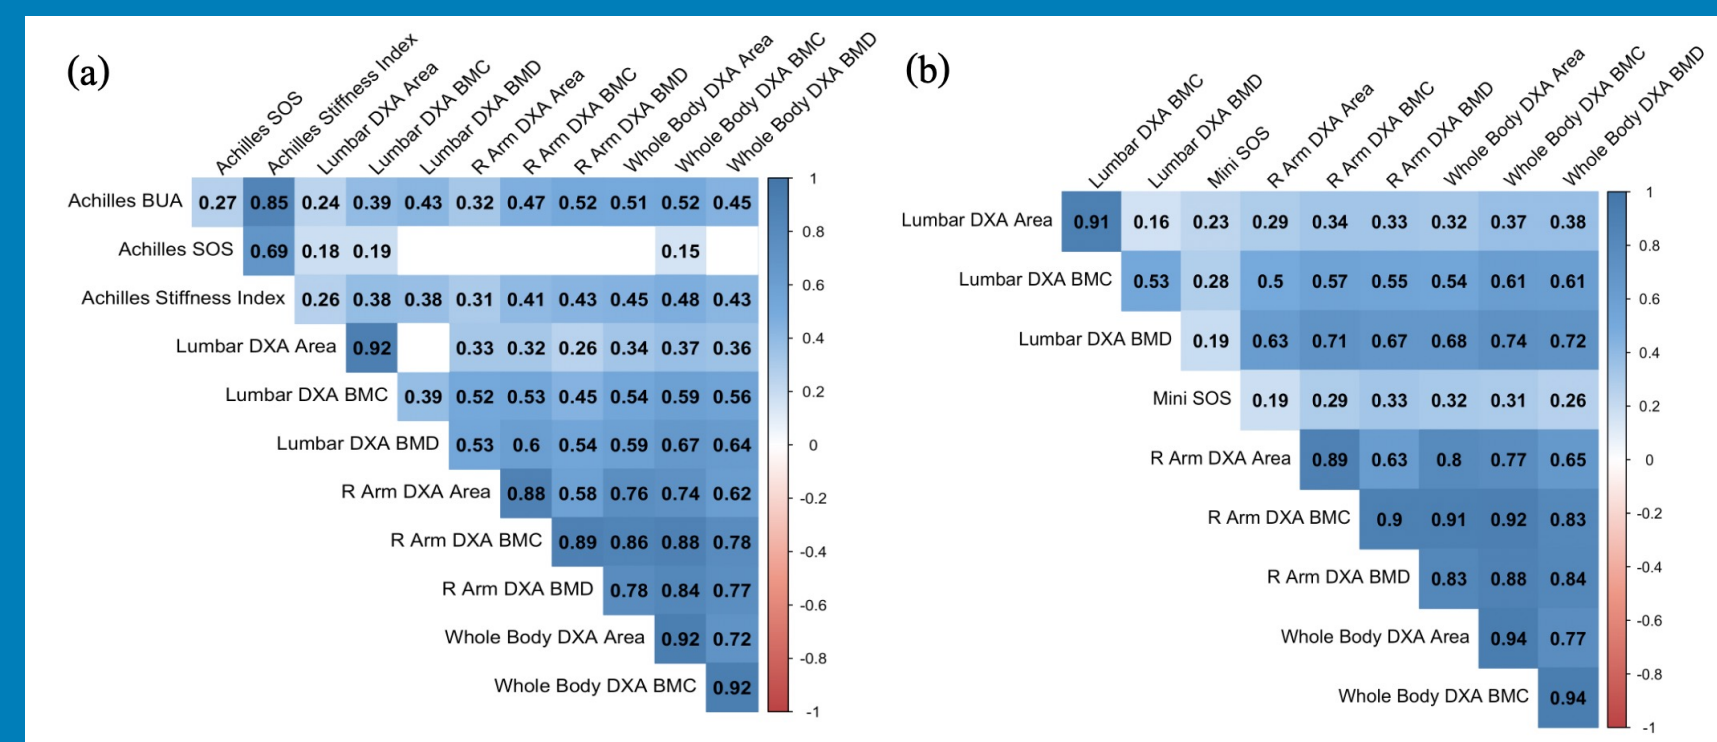 (a)
Achilles SOS
Achilles Stiffness Index
Lumbar DXA Area
Lumbar DXA BMC
Lumbar DXA BMD
R Arm DXA Area
R Arm DXA BMC
R Arm DXA BMD
Whole Body DXA Area
Whole Body DXA BMC
Whole Body DXA BMD
Achilles BUA 0.27 0.85 0.24 0.39 0.43 0.32 0.47 0.52 0.51 0.52 0.45
Achilles SOS 0.69 0.18 0.19 0.15
Achilles Stiffness Index 0.26 0.38 0.38 0.31 0.41 0.43 0.45 0.48 0.43
Lumbar DXA Area 0.92 0.33 0.32 0.26 0.34 0.37 0.36
Lumbar DXA BMC 0.39 0.52 0.53 0.45 0.54 0.59 0.56
Lumbar DXA BMD 0.53 0.6 0.54 0.59 0.67 0.64
R Arm DXA Area 0.88 0.58 0.76 0.74 0.62
R Arm DXA BMC 0.89 0.86 0.88 0.78
R Arm DXA BMD 0.78 0.84 0.77
Whole Body DXA Area 0.92 0.72
Whole Body DXA BMC 0.92
1
0.8
0.6
0.4
0.2
0
-0.2
-0.4
-0.6
-0.8
-1
(b)
Lumbar DXA BMC
Lumbar DXA BMD
Mini SOS
R Arm DXA Area
R Arm DXA BMC
R Arm DXA BMD
Whole Body DXA Area
Whole Body DXA BMC
Whole Body DXA BMD
Lumbar DXA Area 0.91 0.16 0.23 0.29 0.34 0.33 0.32 0.37 0.38
Lumbar DXA BMC 0.53 0.28 0.5 0.57 0.55 0.54 0.61 0.61
Lumbar DXA BMD 0.19 0.63 0.71 0.67 0.68 0.74 0.72
Mini SOS 0.19 0.29 0.33 0.32 0.31 0.26
R Arm DXA Area 0.89 0.63 0.8 0.77 0.65
R Arm DXA BMC 0.9 0.91 0.92 0.83
R Arm DXA BMD 0.83 0.88 0.84
Whole Body DXA Area 0.94 0.77
Whole Body DXA BMC 0.94
1
0.8
0.6
0.4
0.2
0
-0.2
-0.4
-0.6
-0.8
-1